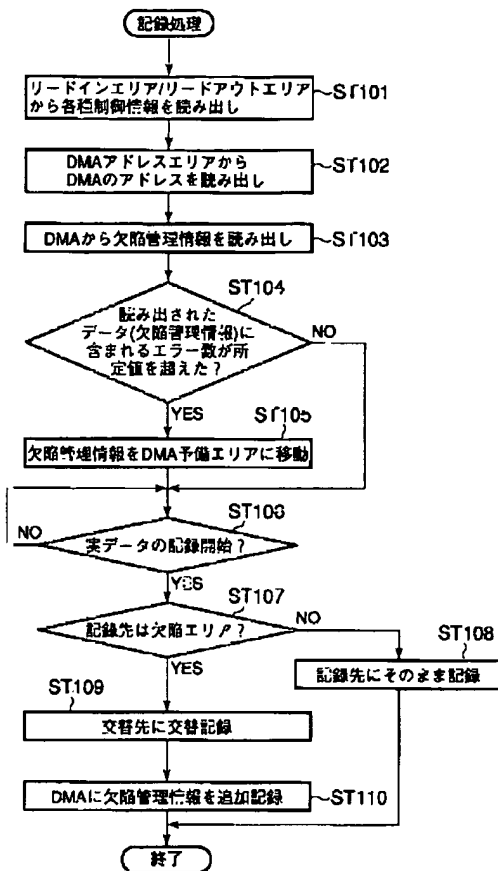 記録処理
リードインエリア/リードアウトエリア
から各種制御情報を読み出し
ST101
DMAアドレスエリアから
DMAのアドレスを読み出し
ST102
DMAから欠陥管理情報を読み出し
ST103
ST104
読み出された
データ(欠陥管理情報)に
含まれるエラー数が所
定値を超えた?
NO
YES
ST105
欠陥管理情報をDMA予備エリアに移動
ST106
NO
実データの記録開始?
YES
ST107
記録先は欠陥エリア?
NO
YES
ST108
記録先にそのまま記録
ST109
交替先に交替記録
DMAに欠陥管理情報を追加記録
ST110
終了